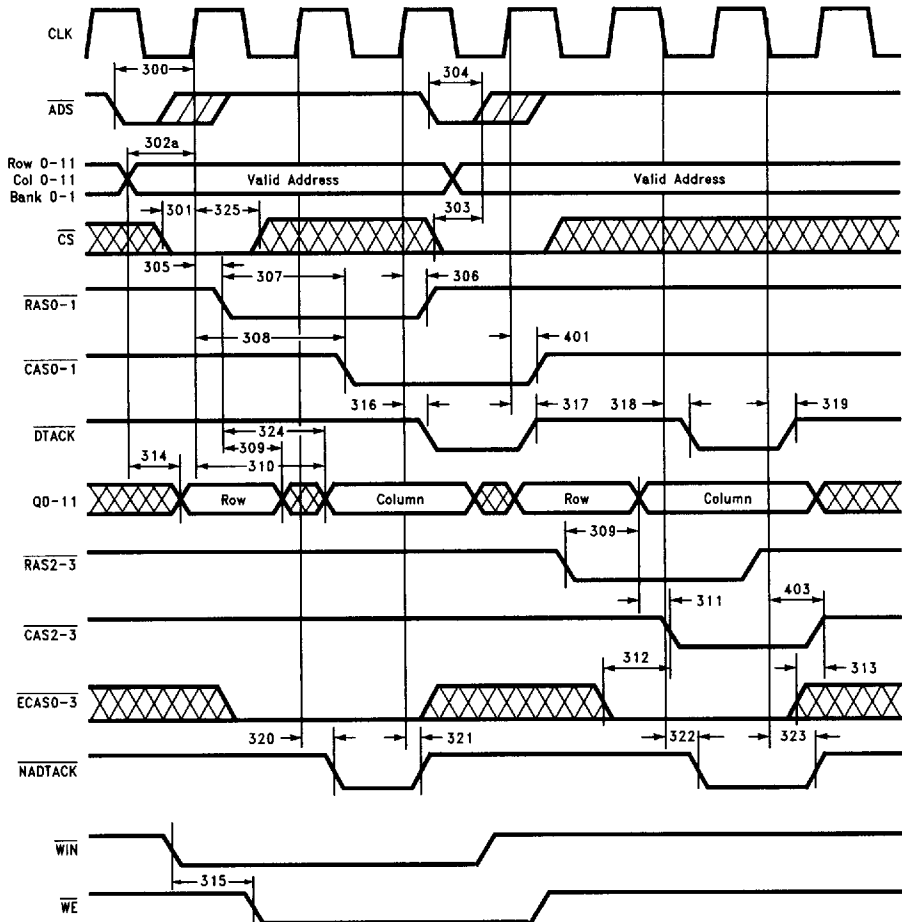 CLK
300
304
ADS
302a
Row 0-11
Col 0-11
Bank 0-1
Valid Address
Valid Address
301
325
303
CS
305
307
306
RAS0-1
308
401
CAS0-1
316
317
318
319
DTACK
324
309
314
310
Q0-11
Row
Column
Row
Column
309
RAS2-3
311
403
CAS2-3
312
313
ECAS0-3
320
321
322
323
NADTACK
WIN
315
WE